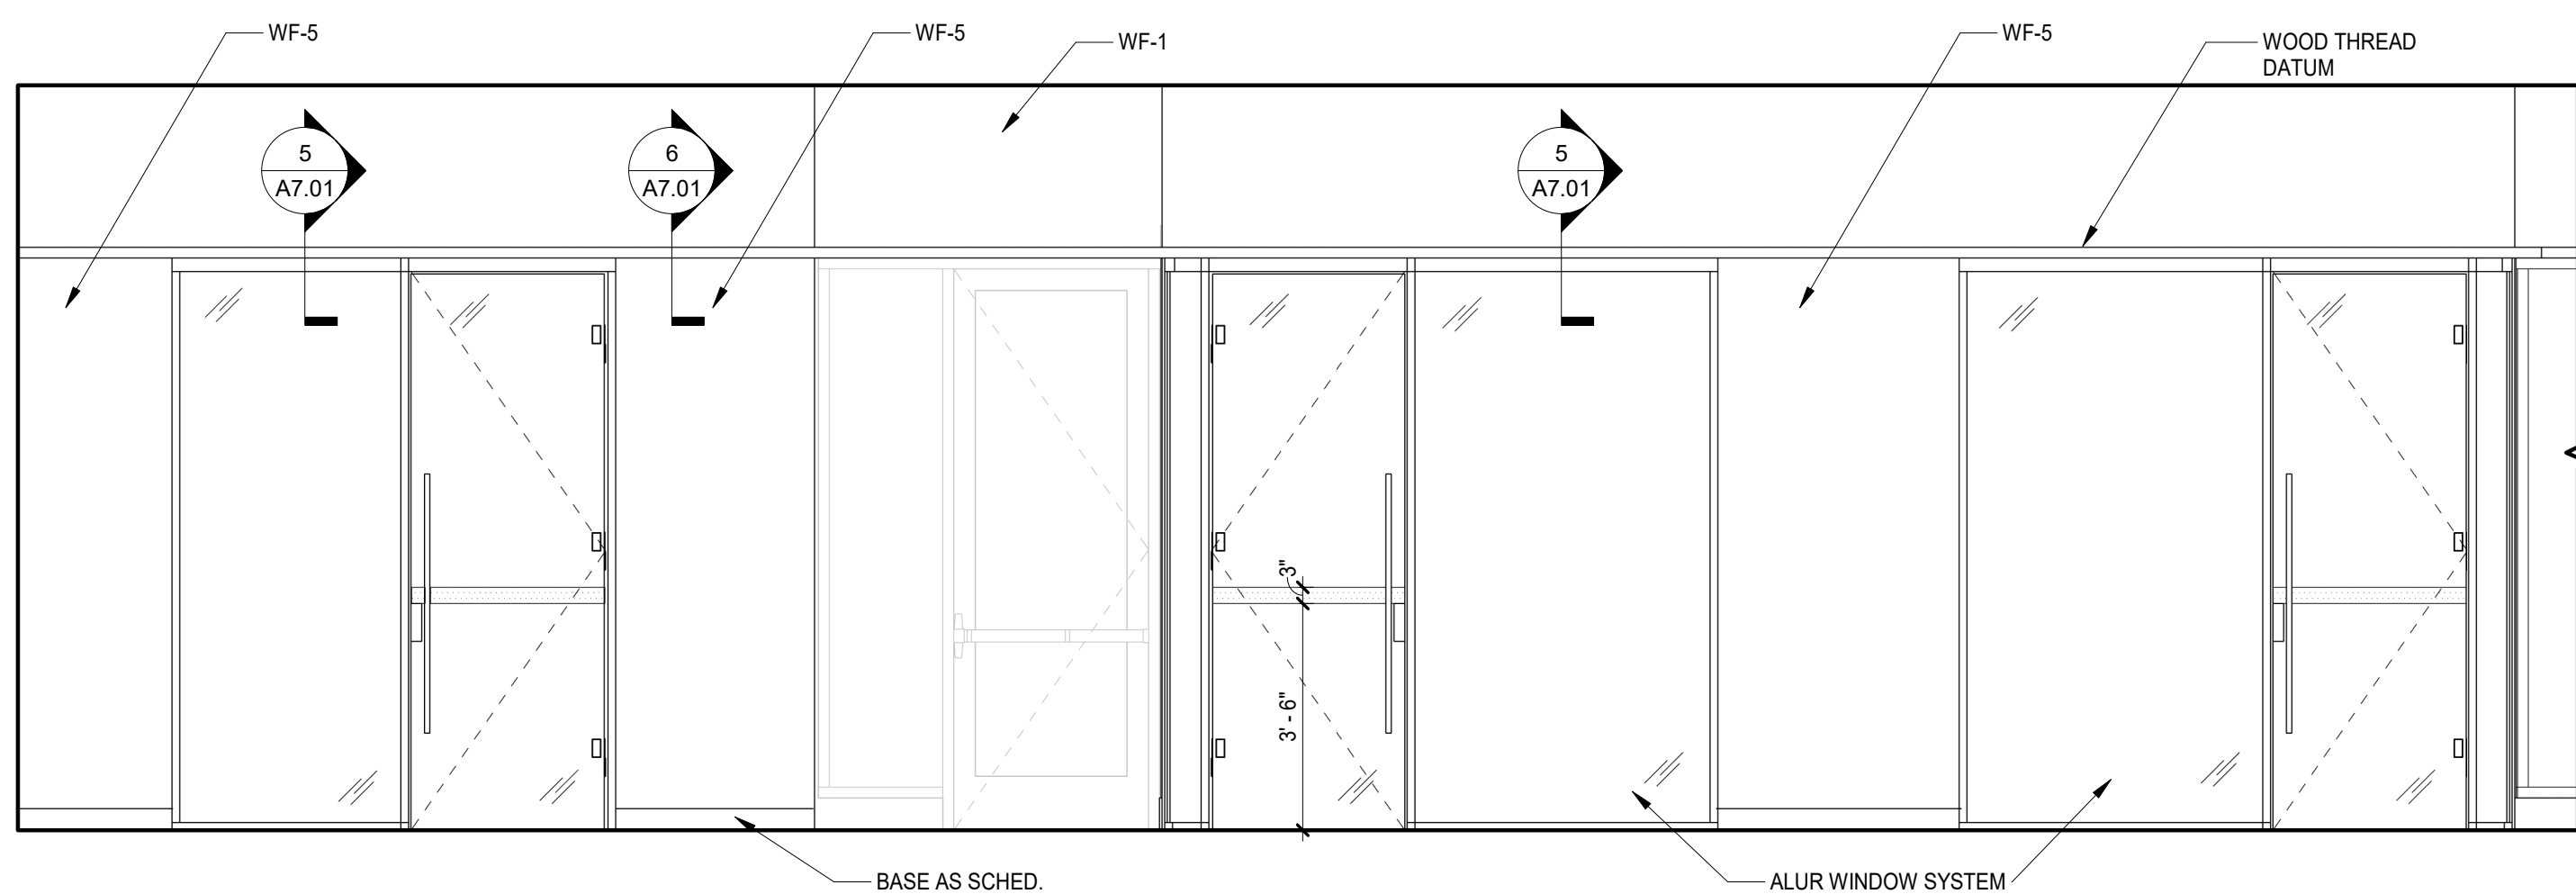 WF-5
WF-5
WF-1
WF-5
WOOD THREAD
DATUM
5
A7.01
6
A7.01
5
A7.01
3"
3' - 6"
BASE AS SCHED.
ALUR WINDOW SYSTEM